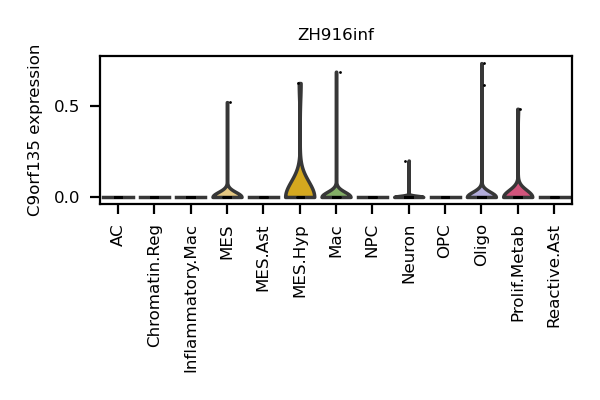 ZH916inf
C9orf135 expression
0.5
0.0
AC
Chromatin.Reg
Inflammatory.Mac
MES
MES.Ast
MES.Hyp
Mac
NPC
Neuron
OPC
Oligo
Prolif.Metab
Reactive.Ast